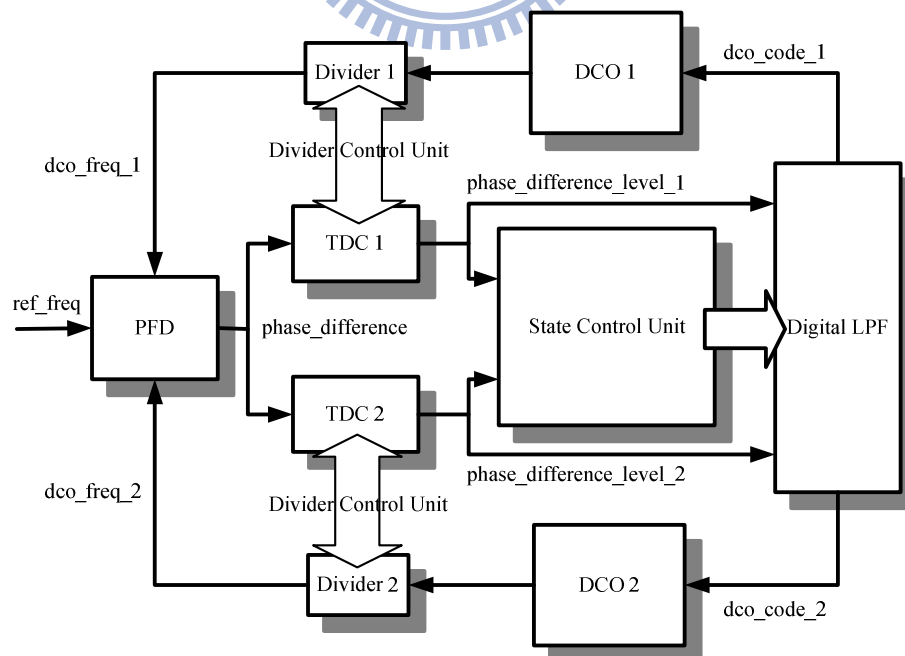 dco_code_1
Divider 1
DCO 1
Divider Control Unit
dco_freq_1
phase_difference_level_1
TDC 1
ref_freq
PFD
phase_difference
State Control Unit
Digital LPF
TDC 2
phase_difference_level_2
dco_freq_2
Divider Control Unit
Divider 2
DCO 2
dco_code_2